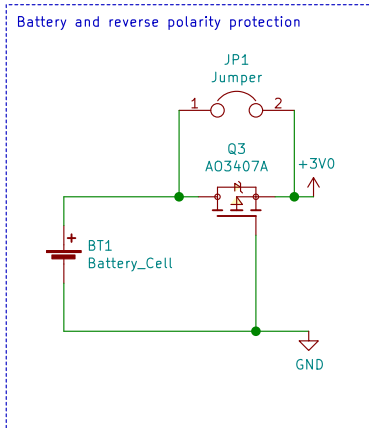 Battery and reverse polarity protection
JP1
Jumper
1 2
Q3
AO3407A
+3V0
+
BT1
Battery_Cell
GND